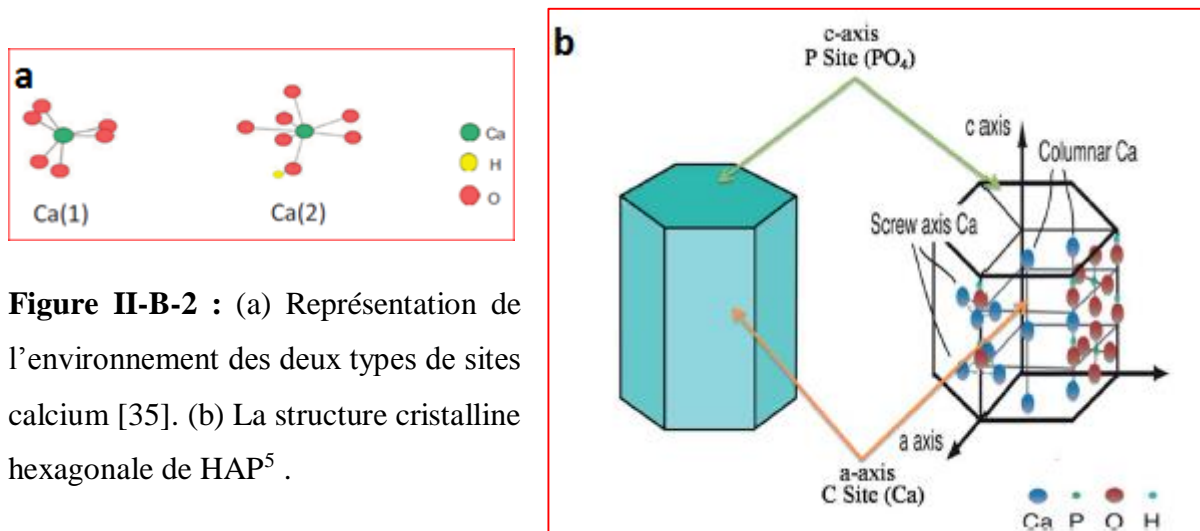 a
Ca(1)
Ca(2)
Ca
H
O
Figure II-B-2 : (a) Représentation de
l’environnement des deux types de sites
calcium [35]. (b) La structure cristalline
hexagonale de HAP⁵ .
b
c-axis
P Site (PO₄)
c axis
Columnar Ca
Screw axis Ca
a axis
a-axis
C Site (Ca)
Ca P O H